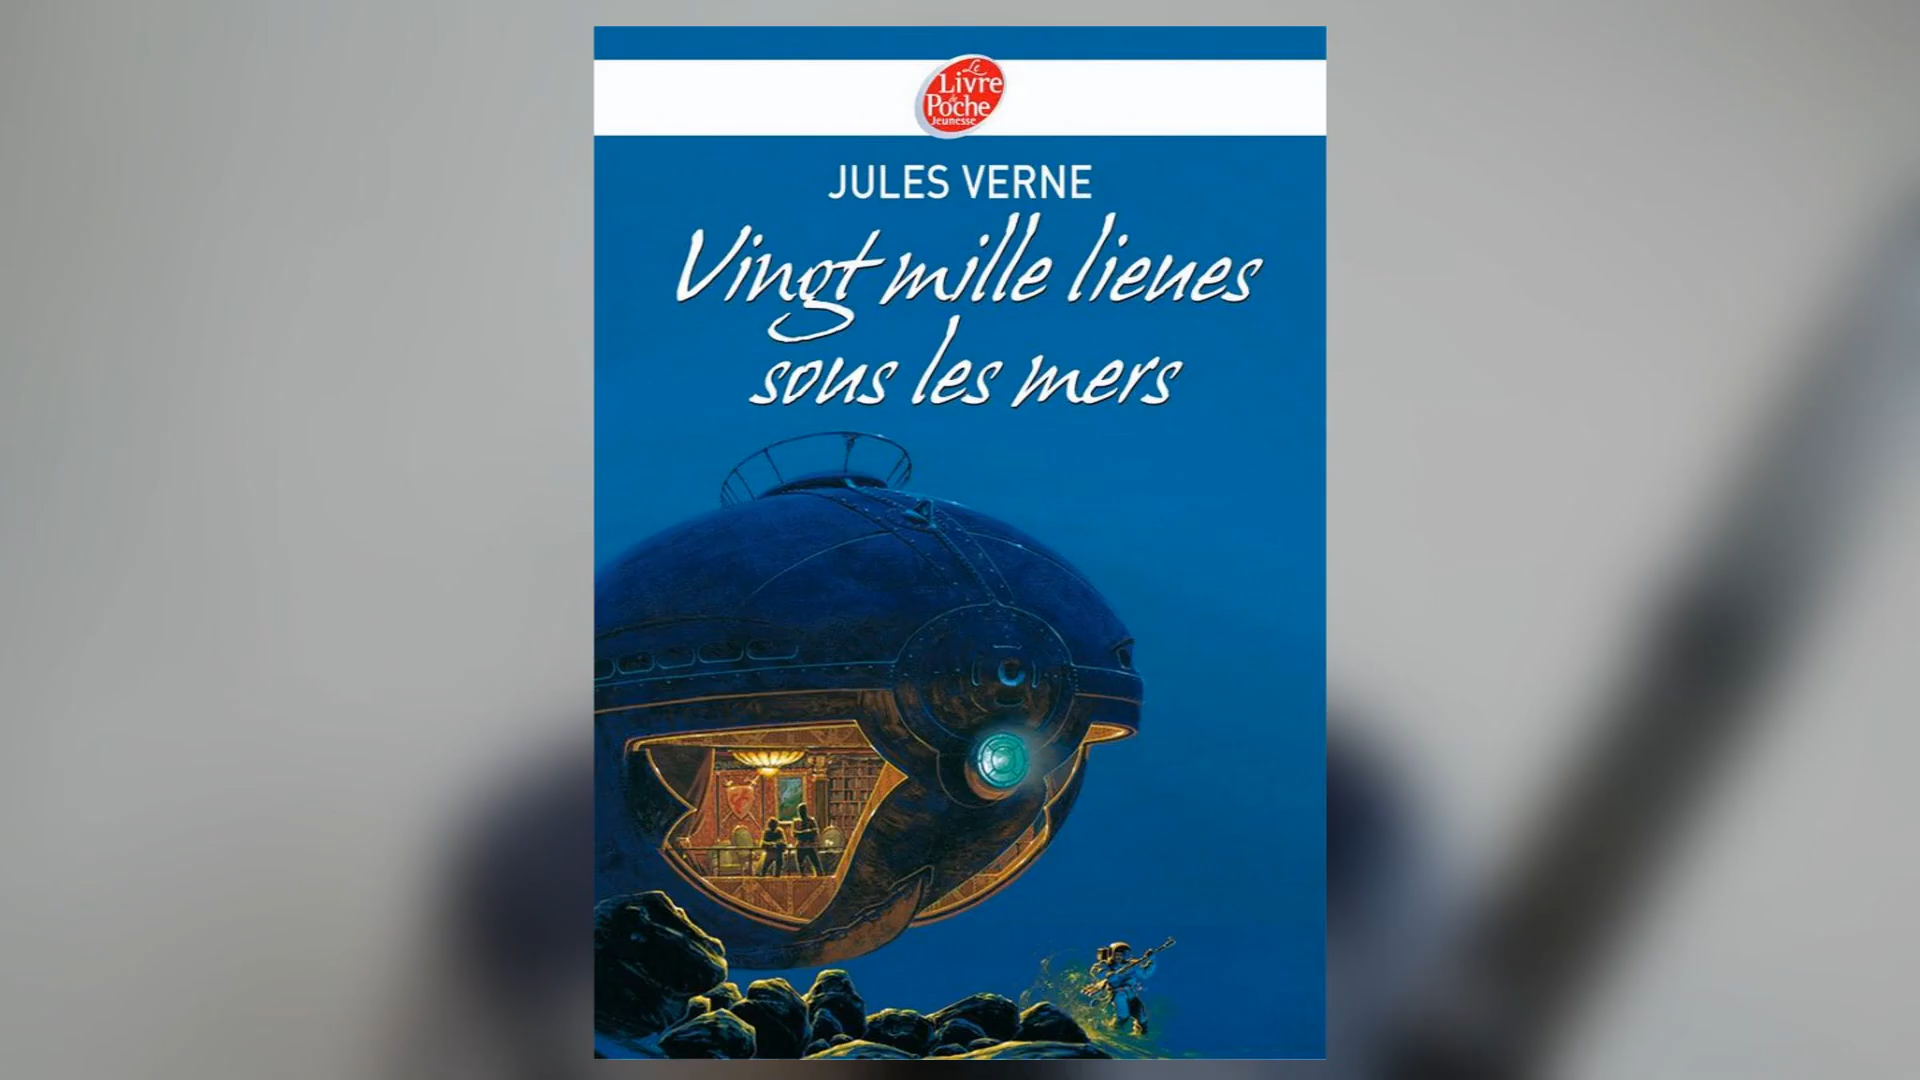 Le
Livre
de
Poche
Jeunesse
JULES VERNE
Vingt mille lieues
sous les mers